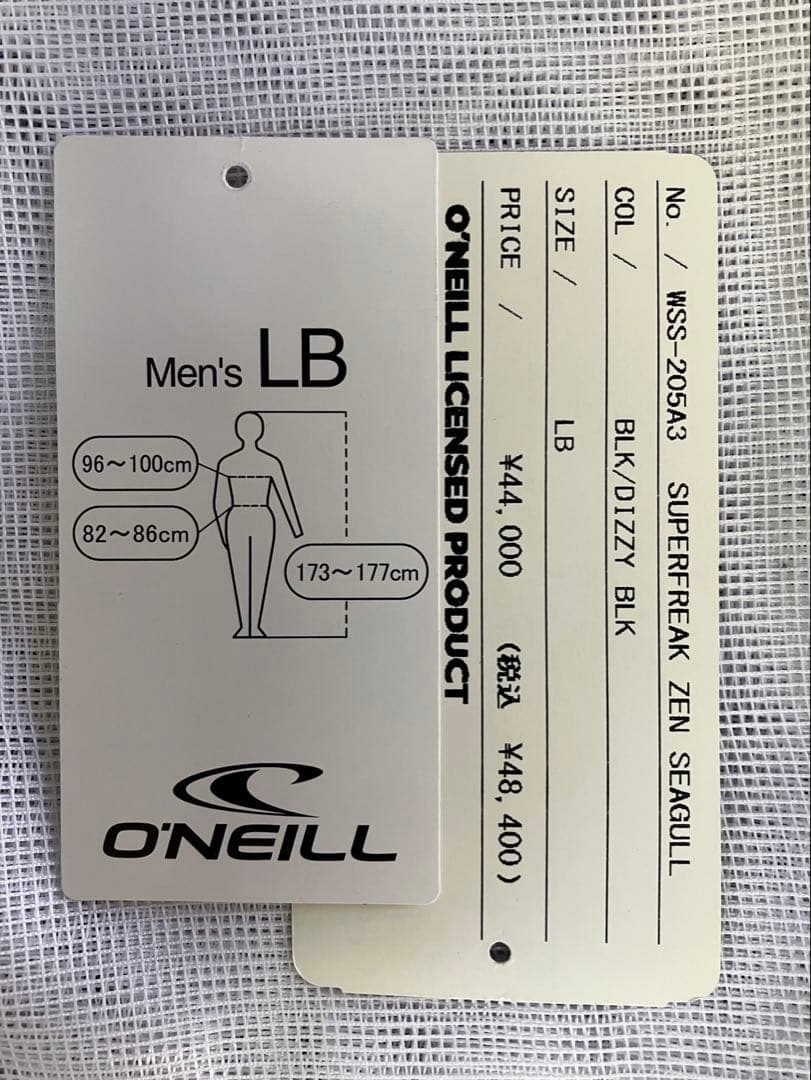 Men's LB
96～100cm
82～86cm
173～177cm
O'NEILL
No. / WSS-205A3 SUPERFREAK ZEN SEAGULL
COL / BLK/DIZZY BLK
SIZE / LB
PRICE / ¥44,000 (税込 ¥48,400)
O'NEILL LICENSED PRODUCT